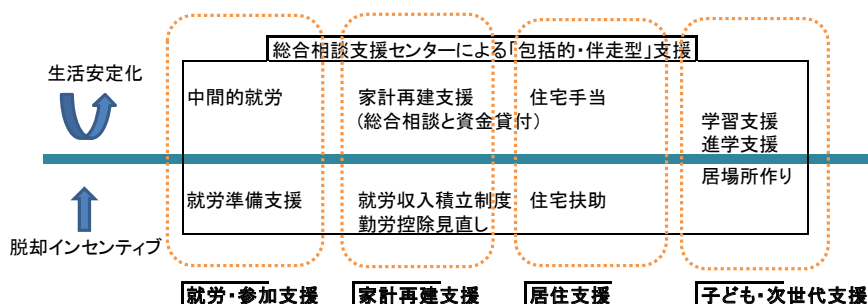 総合相談支援センターによる「包括的・伴走型」支援
生活安定化
中間的就労
家計再建支援
(総合相談と資金貸付)
住宅手当
学習支援
進学支援
居場所作り
就労準備支援
就労収入積立制度
勤労控除見直し
住宅扶助
脱却インセンティブ
就労・参加支援
家計再建支援
居住支援
子ども・次世代支援